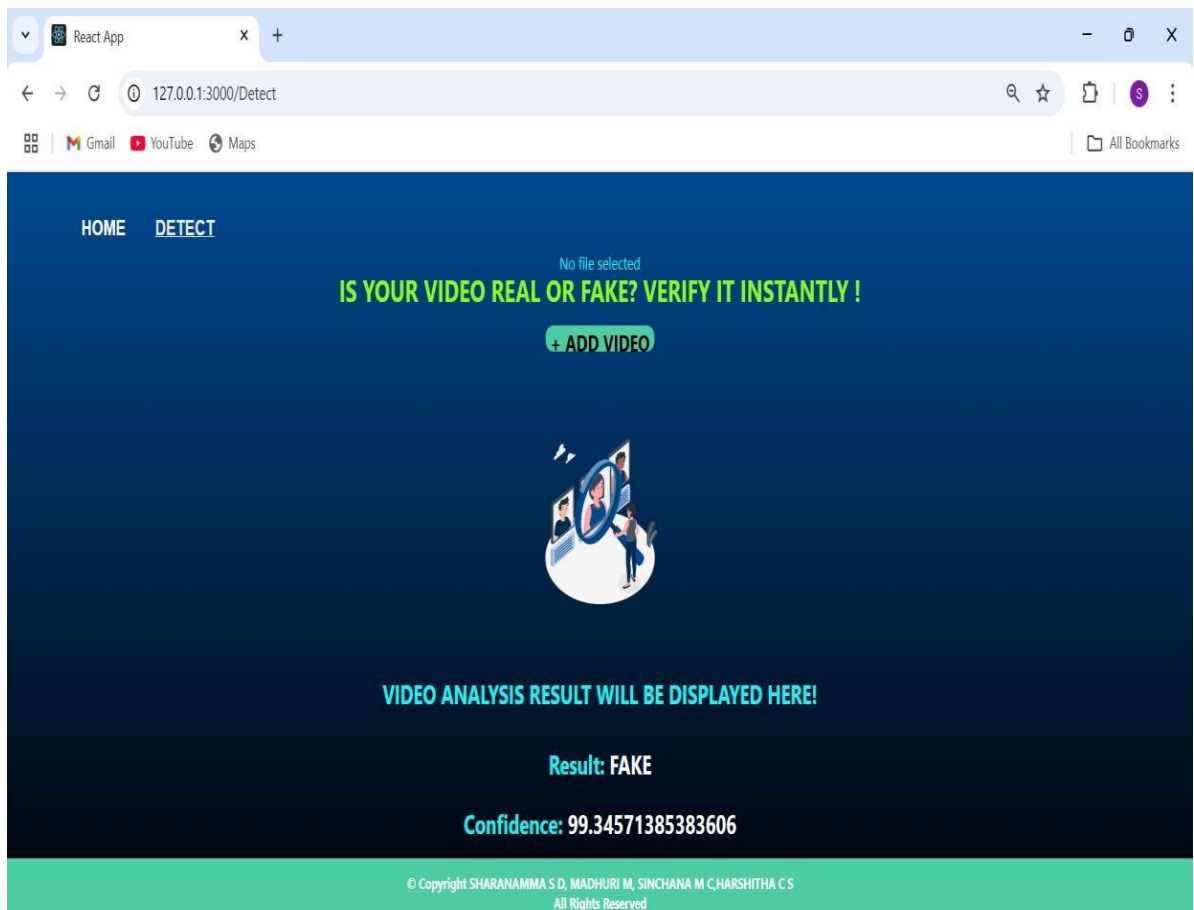 React App
127.0.0.1:3000/Detect
S
Gmail YouTube Maps
All Bookmarks
HOME DETECT
No file selected
IS YOUR VIDEO REAL OR FAKE? VERIFY IT INSTANTLY !
+ ADD VIDEO
VIDEO ANALYSIS RESULT WILL BE DISPLAYED HERE!
Result: FAKE
Confidence: 99.34571385383606
© Copyright SHARANAMMA S D, MADHURI M, SINCHANA M C,HARSHITHA C S
All Rights Reserved